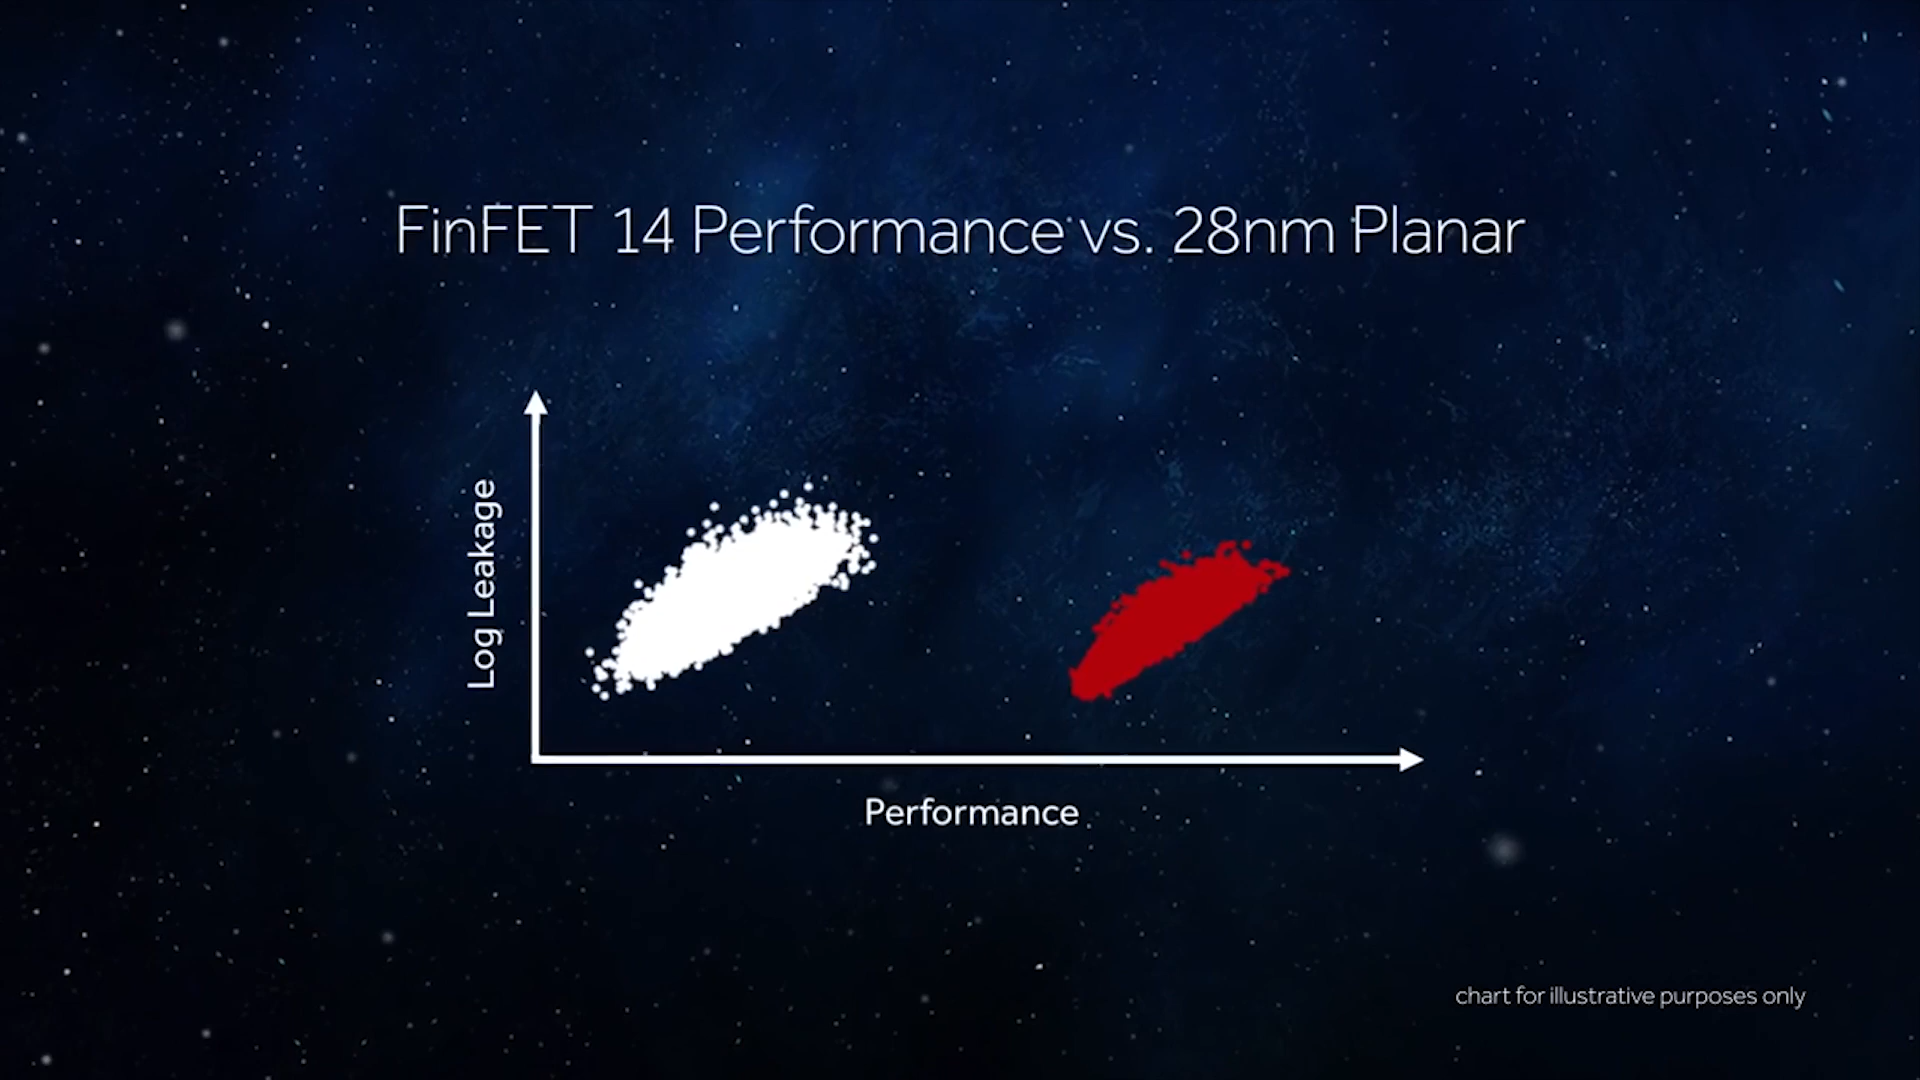 FinFET 14 Performance vs. 28nm Planar
Log Leakage
Performance
chart for illustrative purposes only